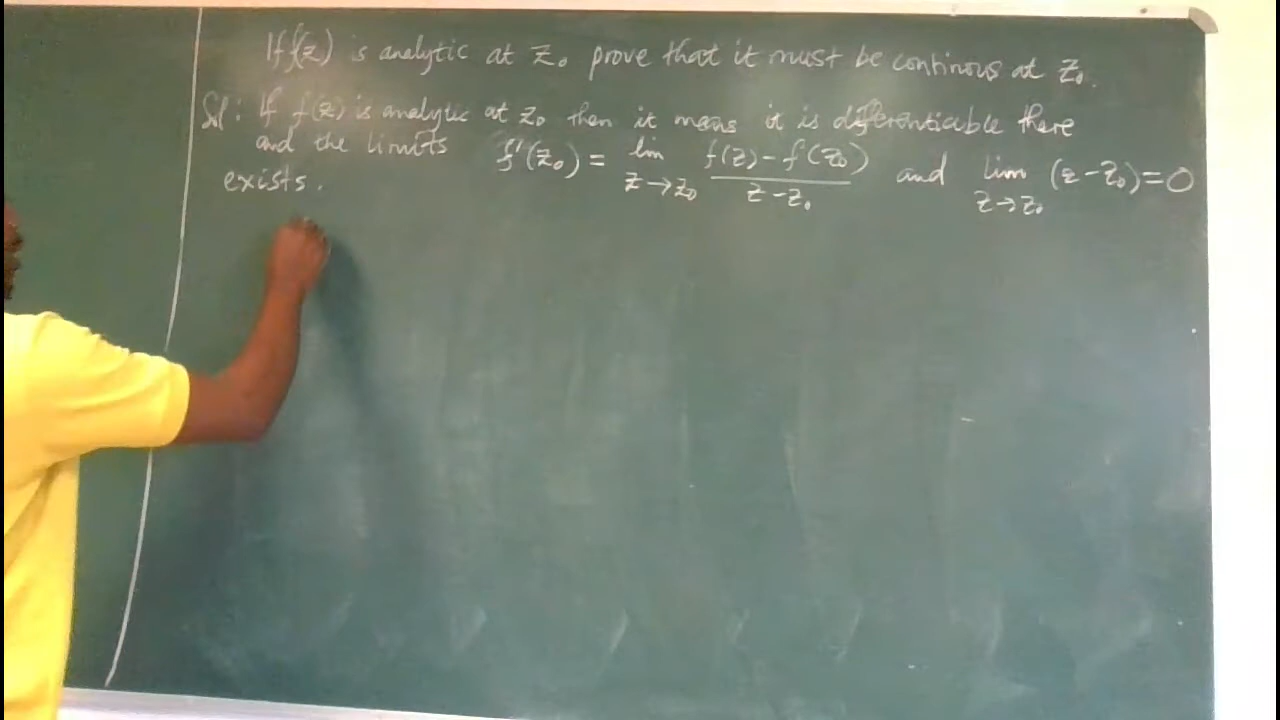 If f(z) is analytic at z₀ prove that it must be continous at z₀.
Sol: If f(z) is analytic at z₀ then it means it is differentiable there
and the limits f'(z₀) = lim z→z₀ (f(z) - f(z₀))/(z - z₀) and lim z→z₀ (z - z₀) = 0
exists.